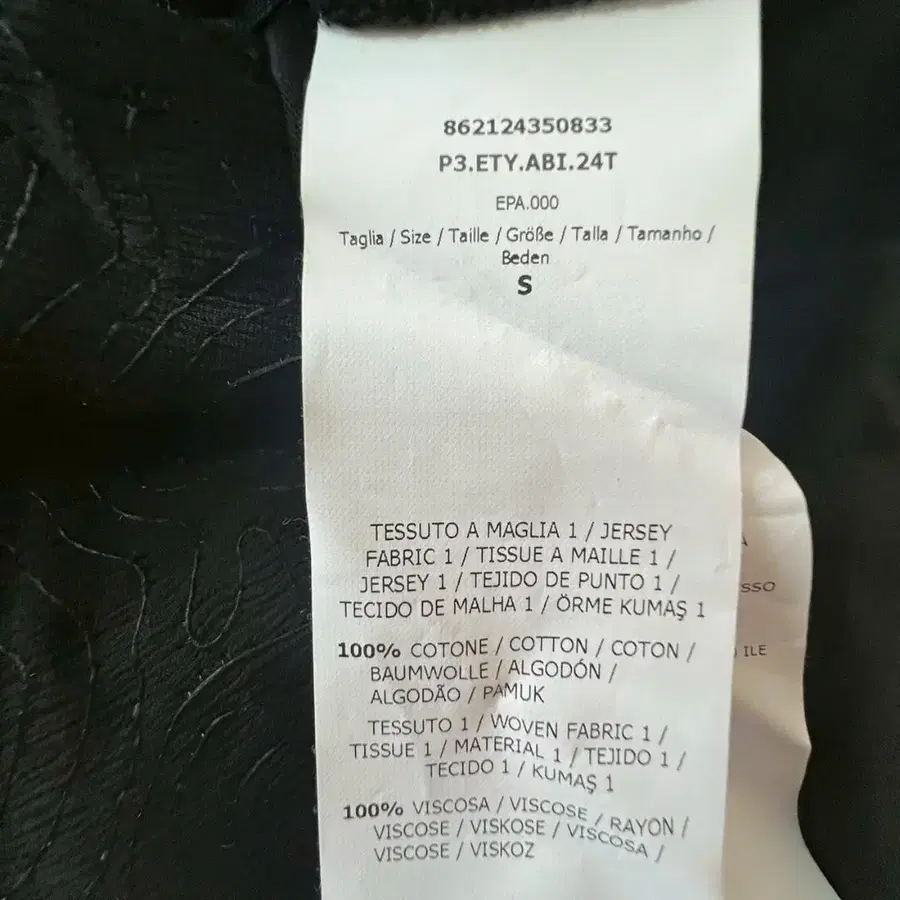 862124350833
P3.ETY.ABI.24T
EPA.000
Taglia / Size / Taille / Größe / Talla / Tamanho /
Beden
S
TESSUTO A MAGLIA 1 / JERSEY
FABRIC 1 / TISSUE A MAILLE 1 /
JERSEY 1 / TEJIDO DE PUNTO 1 /
TECIDO DE MALHA 1 / ÖRME KUMAŞ 1
100% COTONE / COTTON / COTON /
BAUMWOLLE / ALGODÓN /
ALGODÃO / PAMUK
TESSUTO 1 / WOVEN FABRIC 1 /
TISSUE 1 / MATERIAL 1 / TEJIDO 1 /
TECIDO 1 / KUMAŞ 1
100% VISCOSA / VISCOSE / RAYON /
VISCOSE / VISKOSE / VISCOSA /
VISCOSE / VISKOZ
ILE